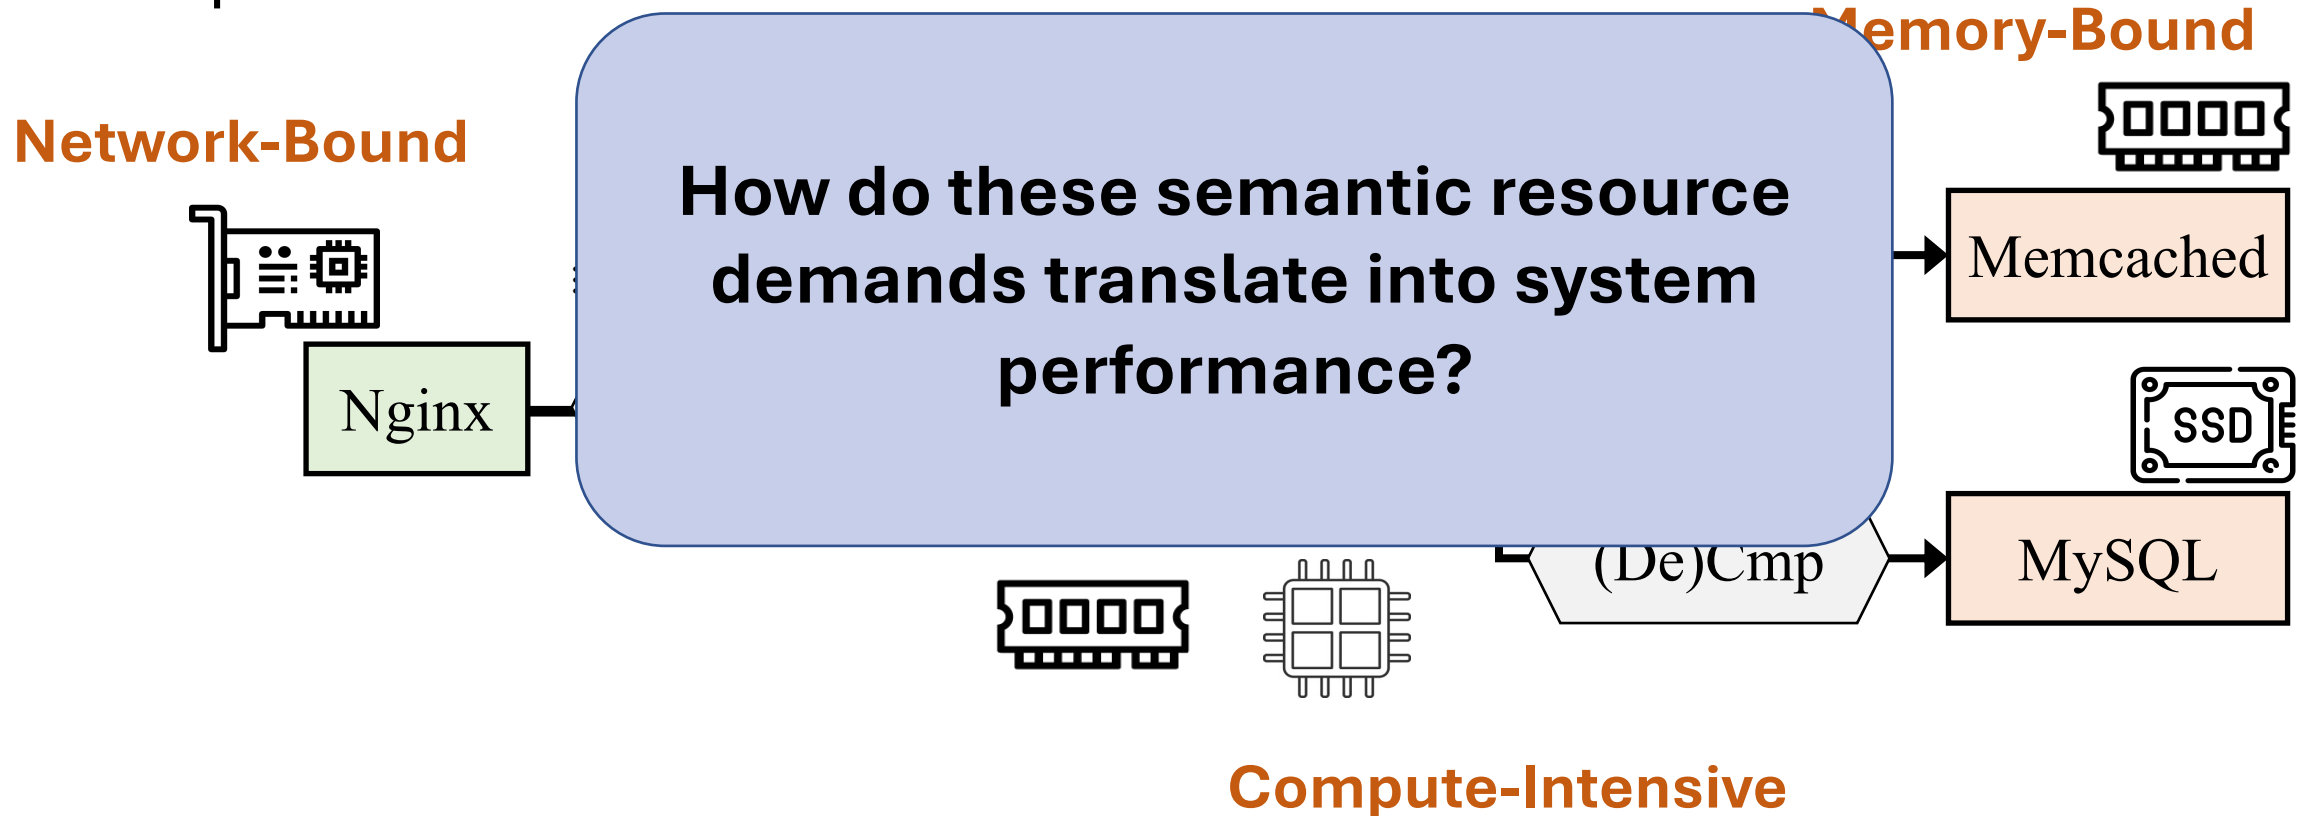 Memory-Bound
Network-Bound
How do these semantic resource
demands translate into system
performance?
Memcached
Nginx
SSD
(De)Cmp
MySQL
Compute-Intensive